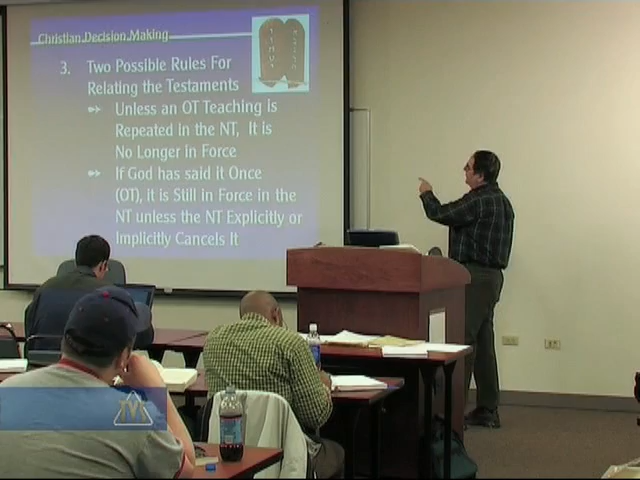 Christian Decision Making
3. Two Possible Rules For
Relating the Testaments
Unless an OT Teaching is
Repeated in the NT, It is
No Longer in Force
If God has said it Once
(OT), it is Still in Force in the
NT unless the NT Explicitly or
Implicitly Cancels It